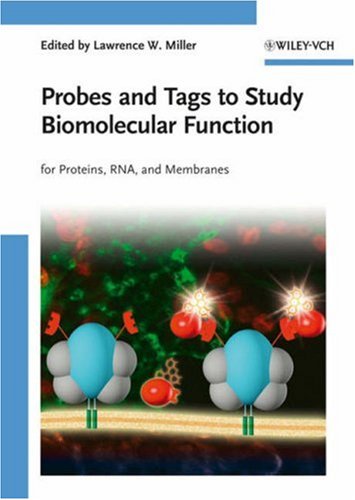 Edited by Lawrence W. Miller
WILEY-VCH
Probes and Tags to Study
Biomolecular Function
for Proteins, RNA, and Membranes